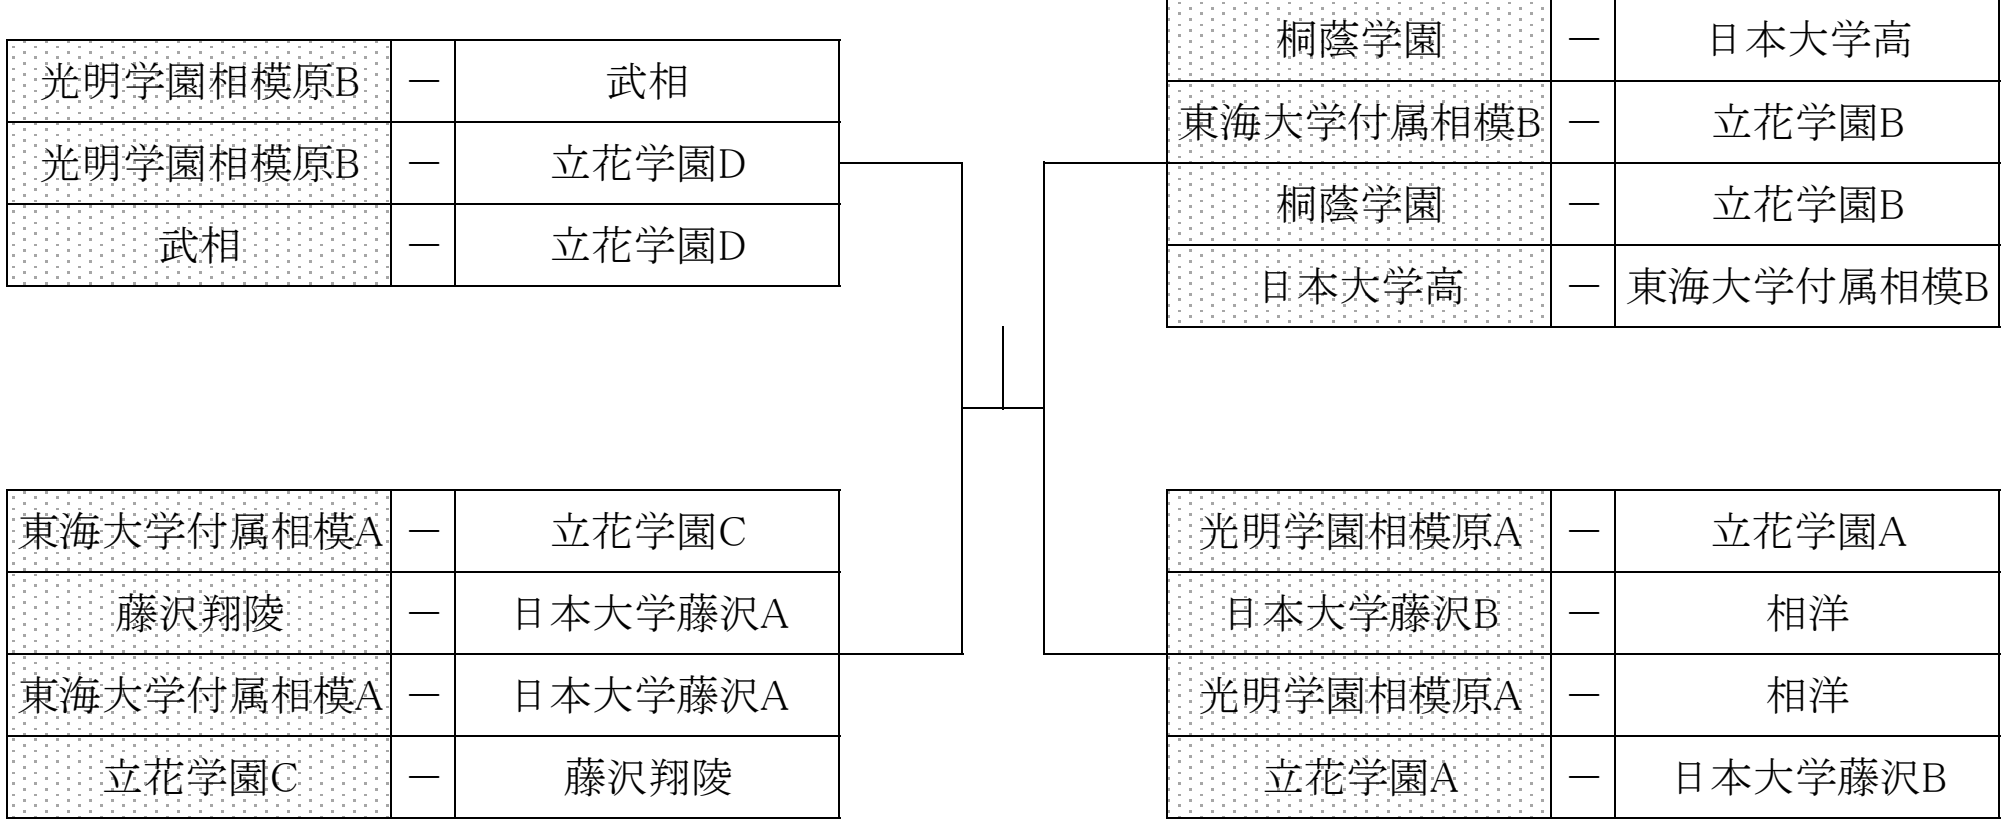 光明学園相模原B － 武相
光明学園相模原B － 立花学園D
武相 － 立花学園D
桐蔭学園 － 日本大学高
東海大学付属相模B － 立花学園B
桐蔭学園 － 立花学園B
日本大学高 － 東海大学付属相模B
東海大学付属相模A － 立花学園C
藤沢翔陵 － 日本大学藤沢A
東海大学付属相模A － 日本大学藤沢A
立花学園C － 藤沢翔陵
光明学園相模原A － 立花学園A
日本大学藤沢B － 相洋
光明学園相模原A － 相洋
立花学園A － 日本大学藤沢B